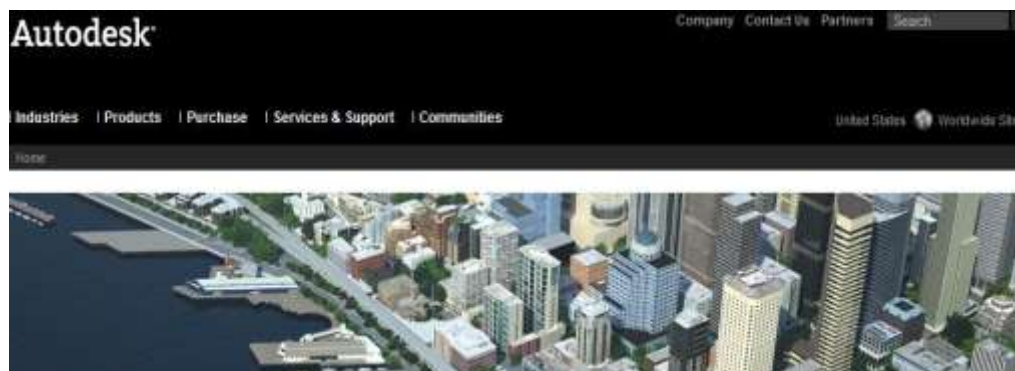 Company Contact Us Partners Search
Autodesk
Industries | Products | Purchase | Services & Support | Communities
United States Worldwide
Home